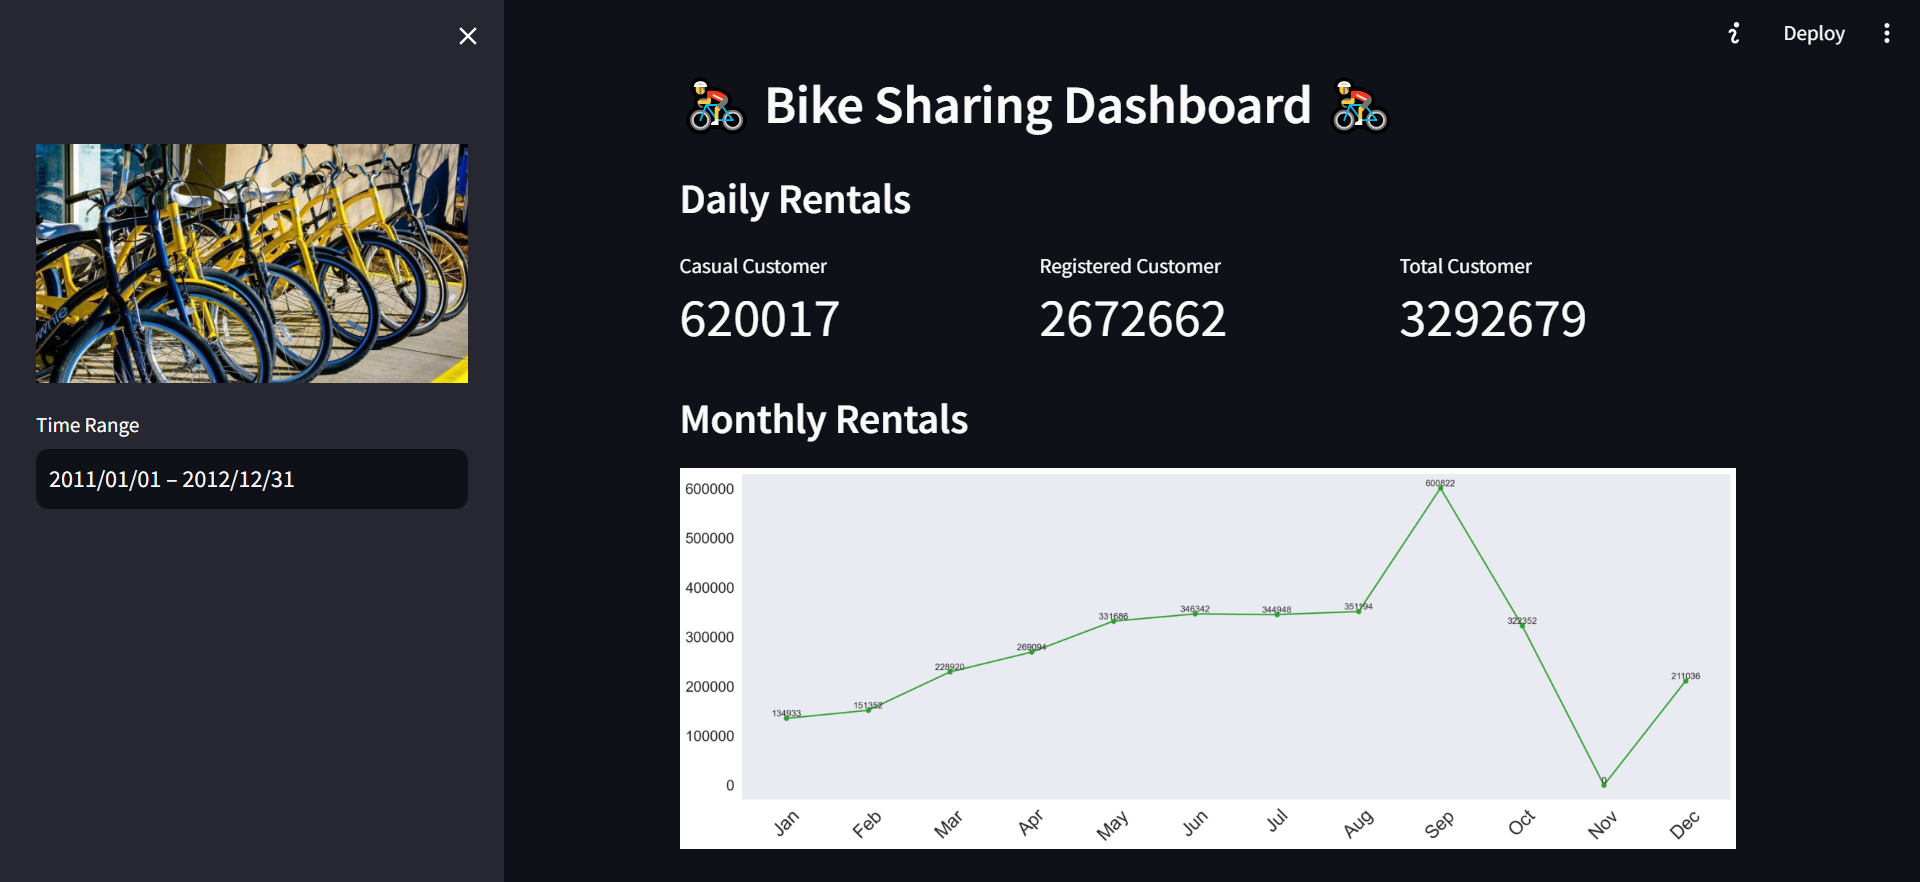 Deploy
Bike Sharing Dashboard
Daily Rentals
Casual Customer
620017
Registered Customer
2672662
Total Customer
3292679
Time Range
2011/01/01 – 2012/12/31
Monthly Rentals
600000
500000
400000
300000
200000
100000
0
134933
151352
228920
269094
331686
346342
344948
351194
600822
322352
0
211036
Jan
Feb
Mar
Apr
May
Jun
Jul
Aug
Sep
Oct
Nov
Dec